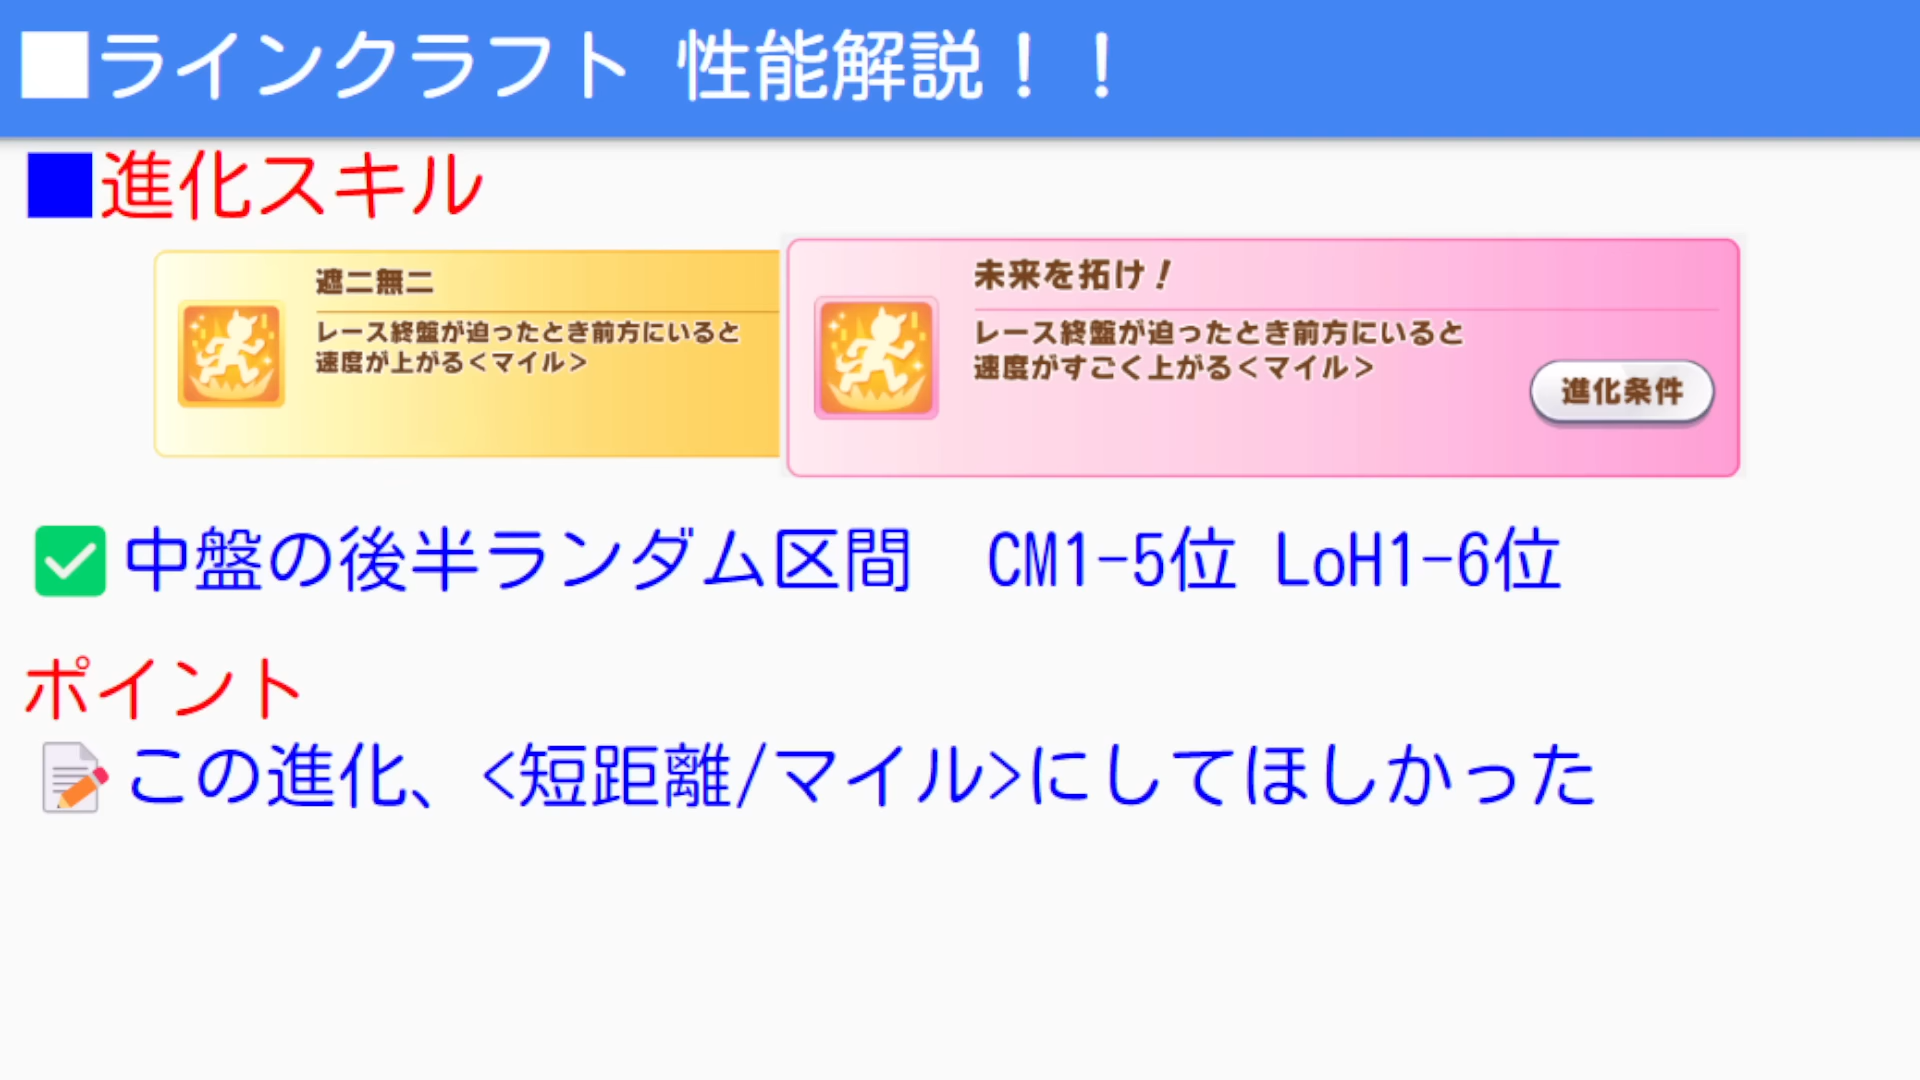 ■ラインクラフト 性能解説！！
■進化スキル
遮二無二
レース終盤が迫ったとき前方にいると
速度が上がる＜マイル＞
未来を拓け！
レース終盤が迫ったとき前方にいると
速度がすごく上がる＜マイル＞
進化条件
✅中盤の後半ランダム区間　CM1-5位 LoH1-6位
ポイント
📝この進化、<短距離/マイル>にしてほしかった